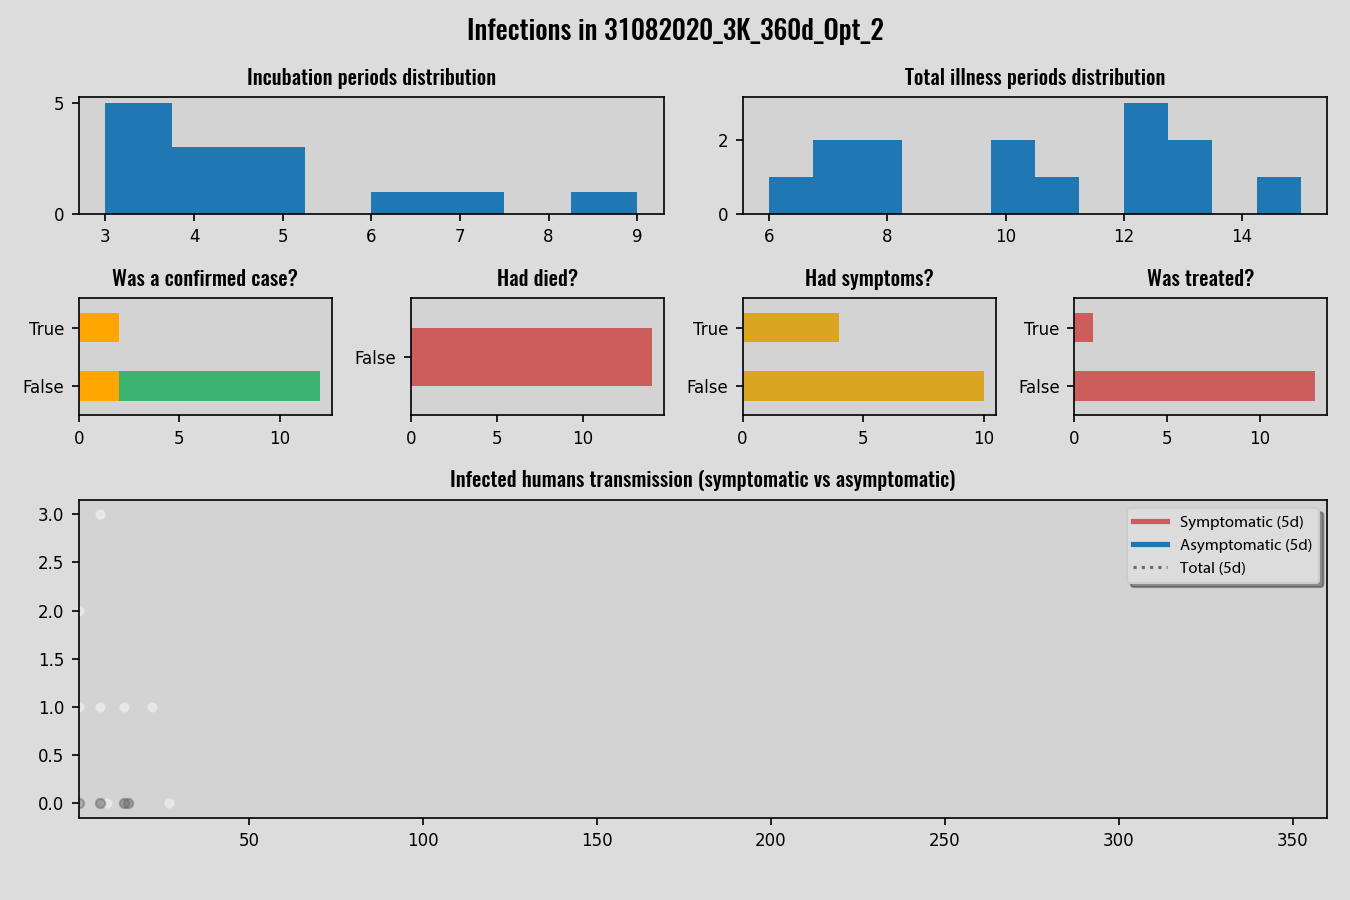 Infections in 31082020_3K_360d_Opt_2
Incubation periods distribution
Total illness periods distribution
5
0
3 4 5 6 7 8 9
2
0
6 8 10 12 14
Was a confirmed case?
Had died?
Had symptoms?
Was treated?
True
False
0 5 10
False
0 5 10
True
False
0 5 10
True
False
0 5 10
Infected humans transmission (symptomatic vs asymptomatic)
3.0
2.5
2.0
1.5
1.0
0.5
0.0
Symptomatic (5d)
Asymptomatic (5d)
Total (5d)
50 100 150 200 250 300 350